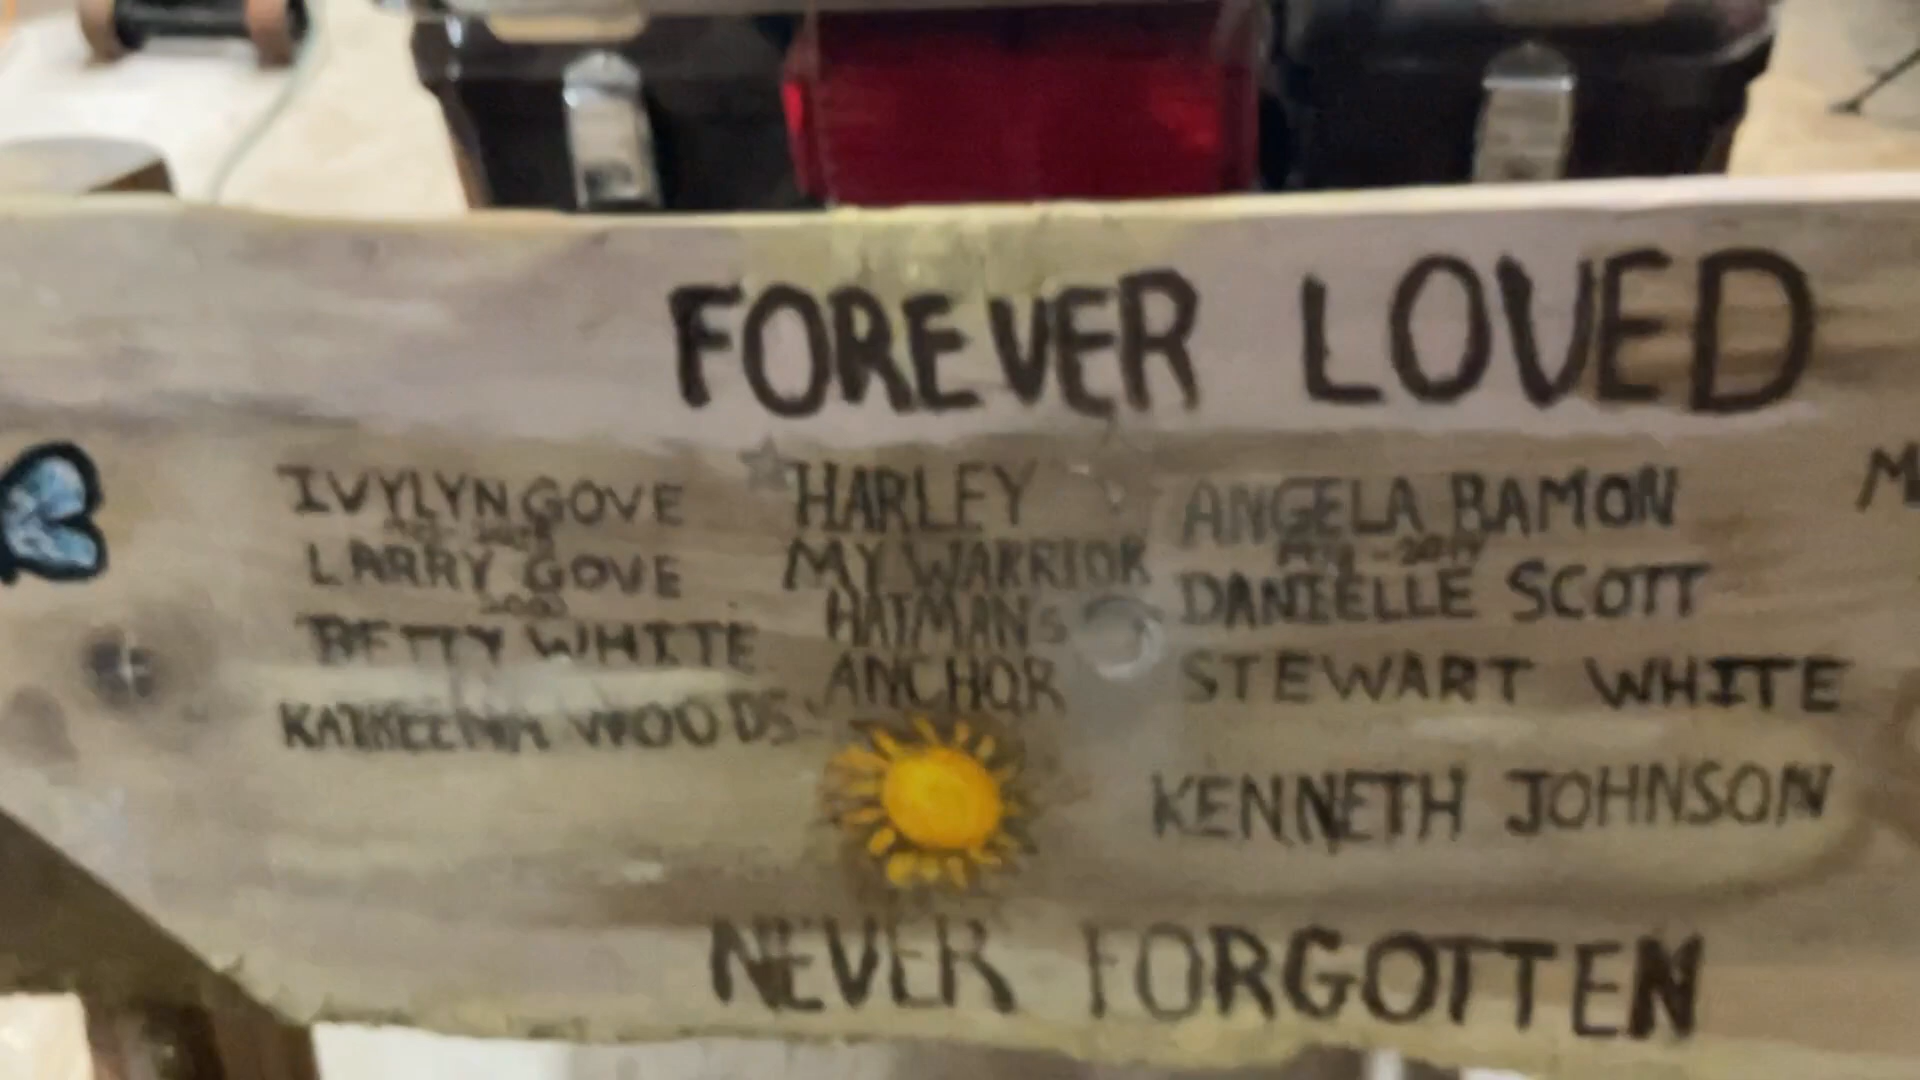 FOREVER LOVED
IVYLYN GOVE
LARRY GOVE
BETTY WHITE
WOODS
HARLEY
MY WARRIOR
HATMANS
ANCHOR
ANGELA BAMON
DANIELLE SCOTT
STEWART WHITE
KENNETH JOHNSON
NEVER FORGOTTEN